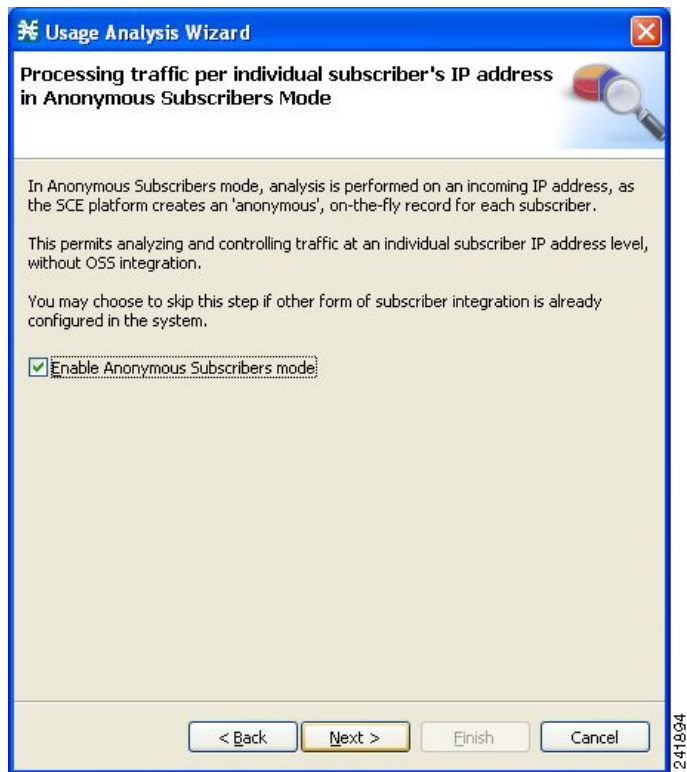 Usage Analysis Wizard
Processing traffic per individual subscriber's IP address
in Anonymous Subscribers Mode
In Anonymous Subscribers mode, analysis is performed on an incoming IP address, as
the SCE platform creates an 'anonymous', on-the-fly record for each subscriber.
This permits analyzing and controlling traffic at an individual subscriber IP address level,
without OSS integration.
You may choose to skip this step if other form of subscriber integration is already
configured in the system.
Enable Anonymous Subscribers mode
< Back Next > Finish Cancel
241894